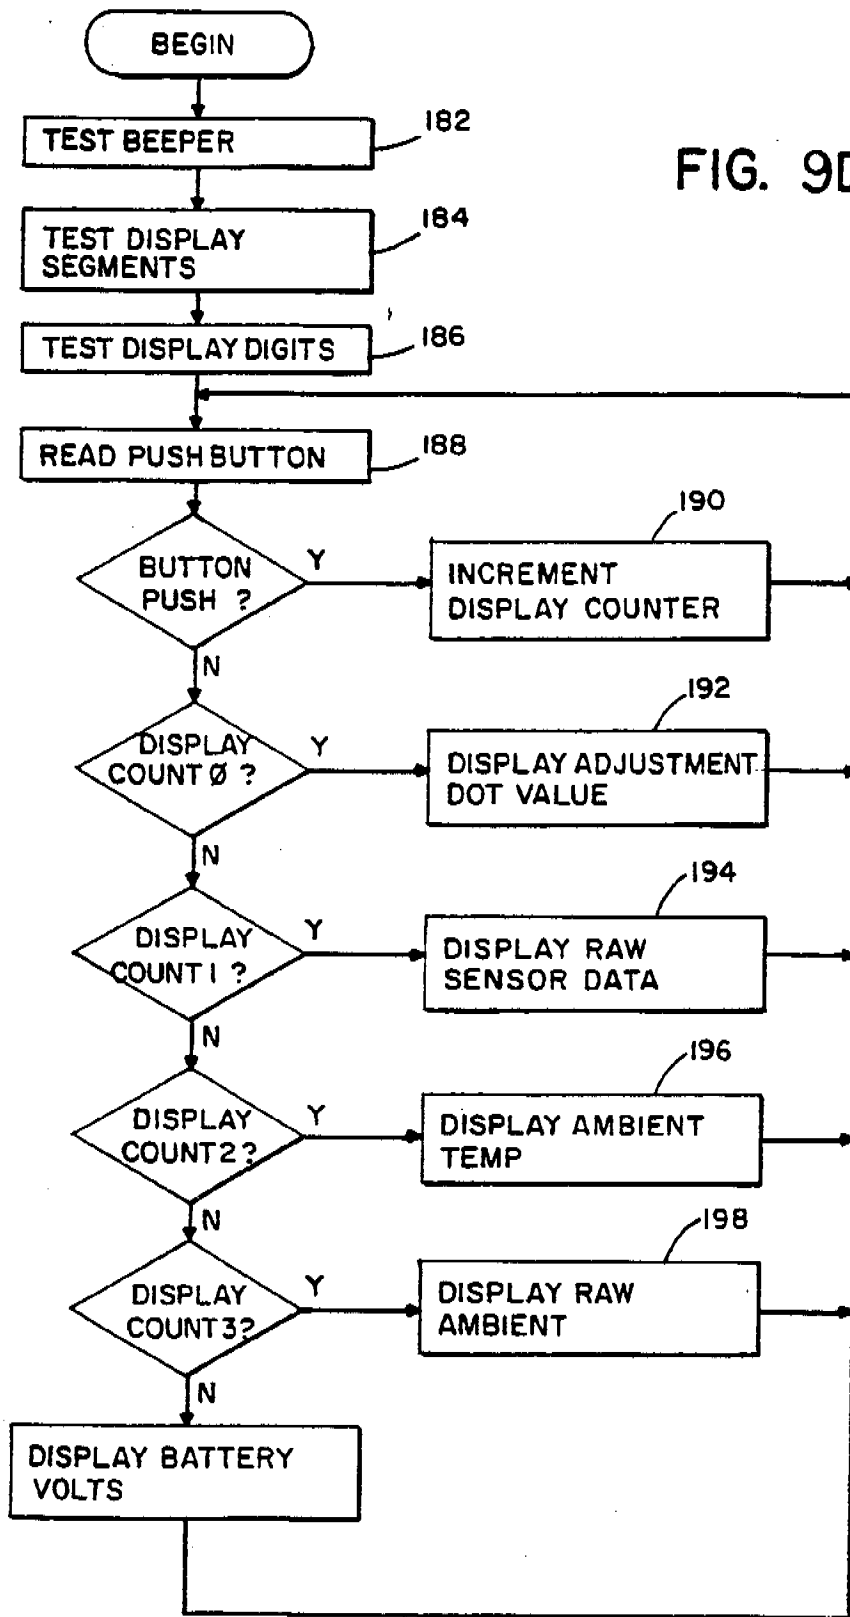 BEGIN
TEST BEEPER
182
FIG. 9D
TEST DISPLAY
SEGMENTS
184
TEST DISPLAY DIGITS
186
READ PUSHBUTTON
188
BUTTON
PUSH ?
Y
N
190
INCREMENT
DISPLAY COUNTER
DISPLAY
COUNT Ø ?
Y
N
192
DISPLAY ADJUSTMENT
DOT VALUE
DISPLAY
COUNT 1 ?
Y
N
194
DISPLAY RAW
SENSOR DATA
DISPLAY
COUNT 2?
Y
N
196
DISPLAY AMBIENT
TEMP
DISPLAY
COUNT 3?
Y
N
198
DISPLAY RAW
AMBIENT
DISPLAY BATTERY
VOLTS